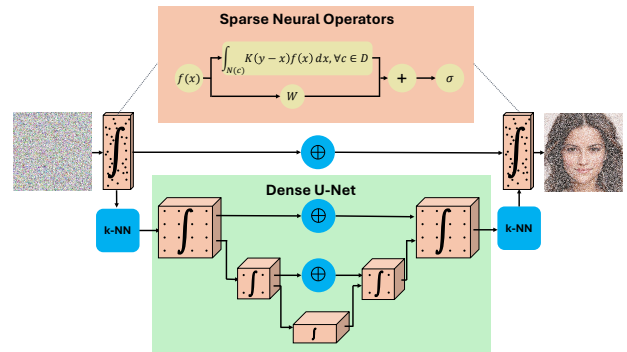 Sparse Neural Operators
∫_{N(c)} K(y − x)f(x) dx, ∀c ∈ D
f(x)
+
σ
W
∫
⊕
∫
Dense U-Net
k-NN
∫
⊕
∫
k-NN
∫
⊕
∫
∫